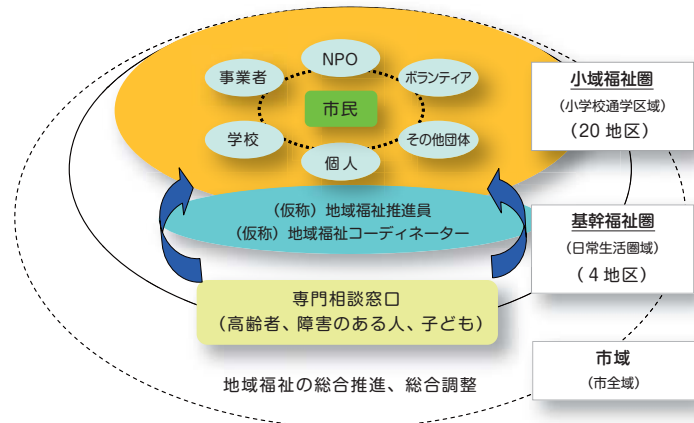 NPO
事業者
ボランティア
市民
学校
その他団体
個人
小域福祉圏
（小学校通学区域）
（20 地区）
（仮称）地域福祉推進員
（仮称）地域福祉コーディネーター
基幹福祉圏
（日常生活圏域）
（4 地区）
専門相談窓口
（高齢者、障害のある人、子ども）
市域
（市全域）
地域福祉の総合推進、総合調整